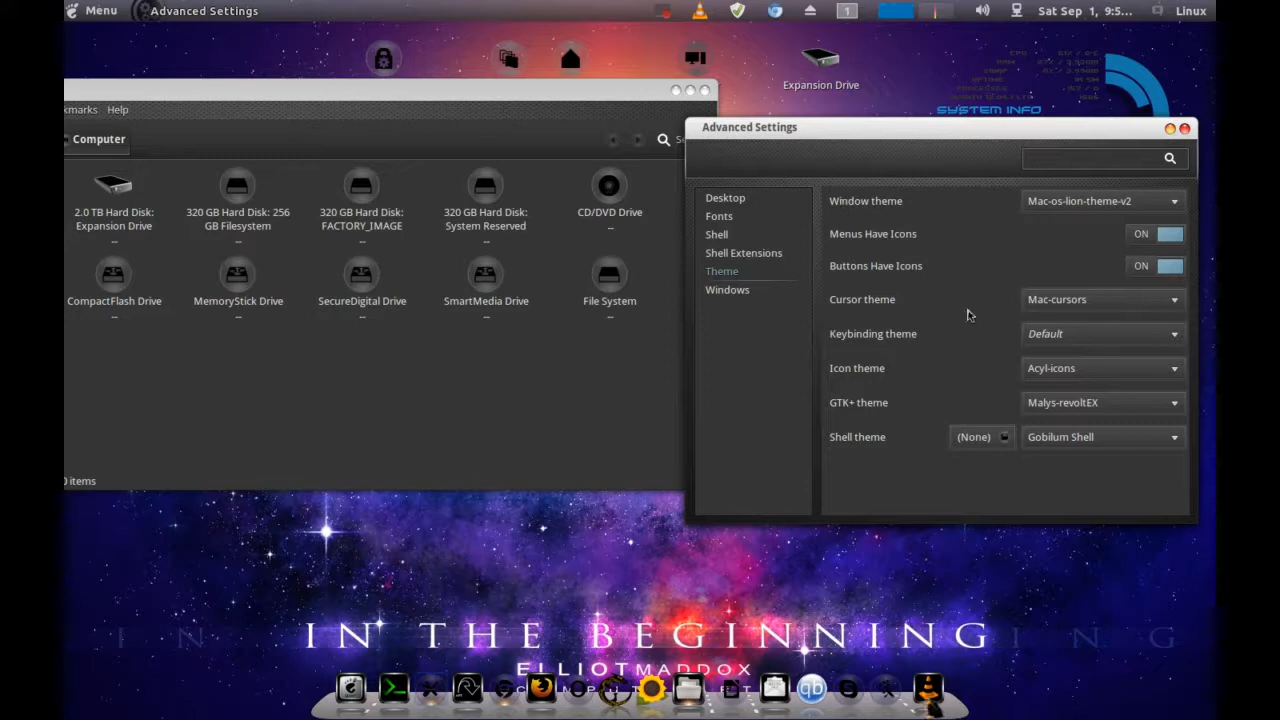 Menu
Advanced Settings
1
Sat Sep 1, 9:5...
Linux
Expansion Drive
SYSTEM INFO
kmarks
Help
Computer
2.0 TB Hard Disk:
Expansion Drive
--
320 GB Hard Disk: 256
GB Filesystem
--
320 GB Hard Disk:
FACTORY_IMAGE
--
320 GB Hard Disk:
System Reserved
--
CD/DVD Drive
--
CompactFlash Drive
--
MemoryStick Drive
--
SecureDigital Drive
--
SmartMedia Drive
--
File System
--
items
Advanced Settings
Desktop
Fonts
Shell
Shell Extensions
Theme
Windows
Window theme
Mac-os-lion-theme-v2
Menus Have Icons
ON
Buttons Have Icons
ON
Cursor theme
Mac-cursors
Keybinding theme
Default
Icon theme
Acyl-icons
GTK+ theme
Malys-revoltEX
Shell theme
(None)
Gobilum Shell
IN THE BEGINNING
ELLIOTMADDOX
qb